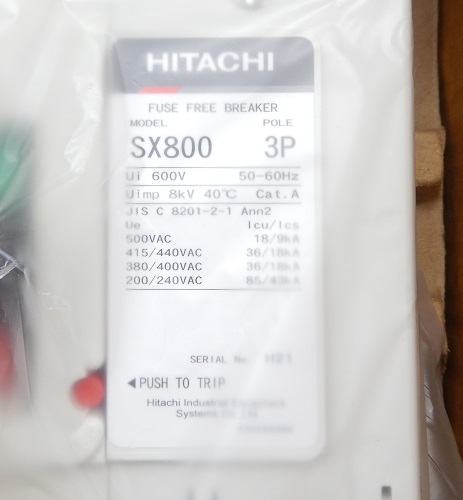 HITACHI
FUSE FREE BREAKER
MODEL POLE
SX800 3P
Ui 600V 50-60Hz
Uimp 8kV 40℃ Cat.A
JIS C 8201-2-1 Ann2
Ue Icu/Ics
500VAC 18/9kA
415/440VAC 36/18kA
380/400VAC 36/18kA
200/240VAC 85/43kA
SERIAL No. H21
◀PUSH TO TRIP
Hitachi Industrial Equipment
Systems Co.,Ltd.